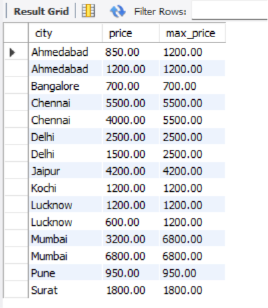 Result Grid Filter Rows:
city price max_price
Ahmedabad 850.00 1200.00
Ahmedabad 1200.00 1200.00
Bangalore 700.00 700.00
Chennai 5500.00 5500.00
Chennai 4000.00 5500.00
Delhi 2500.00 2500.00
Delhi 1500.00 2500.00
Jaipur 4200.00 4200.00
Kochi 1200.00 1200.00
Lucknow 1200.00 1200.00
Lucknow 600.00 1200.00
Mumbai 3200.00 6800.00
Mumbai 6800.00 6800.00
Pune 950.00 950.00
Surat 1800.00 1800.00